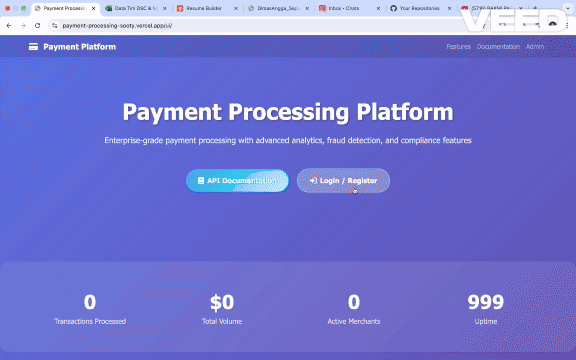 Payment Processin
Data Tim DSC & M
Resume Builder
DimasAngga_Sap
Inbox • Chats
Your Repositories
payment-processing-sooty.vercel.app/ui/
VEED
Payment Platform
Features
Documentation
Admin
Payment Processing Platform
Enterprise-grade payment processing with advanced analytics, fraud detection, and compliance features
API Documentation
Login / Register
0
$0
0
999
Transactions Processed
Total Volume
Active Merchants
Uptime